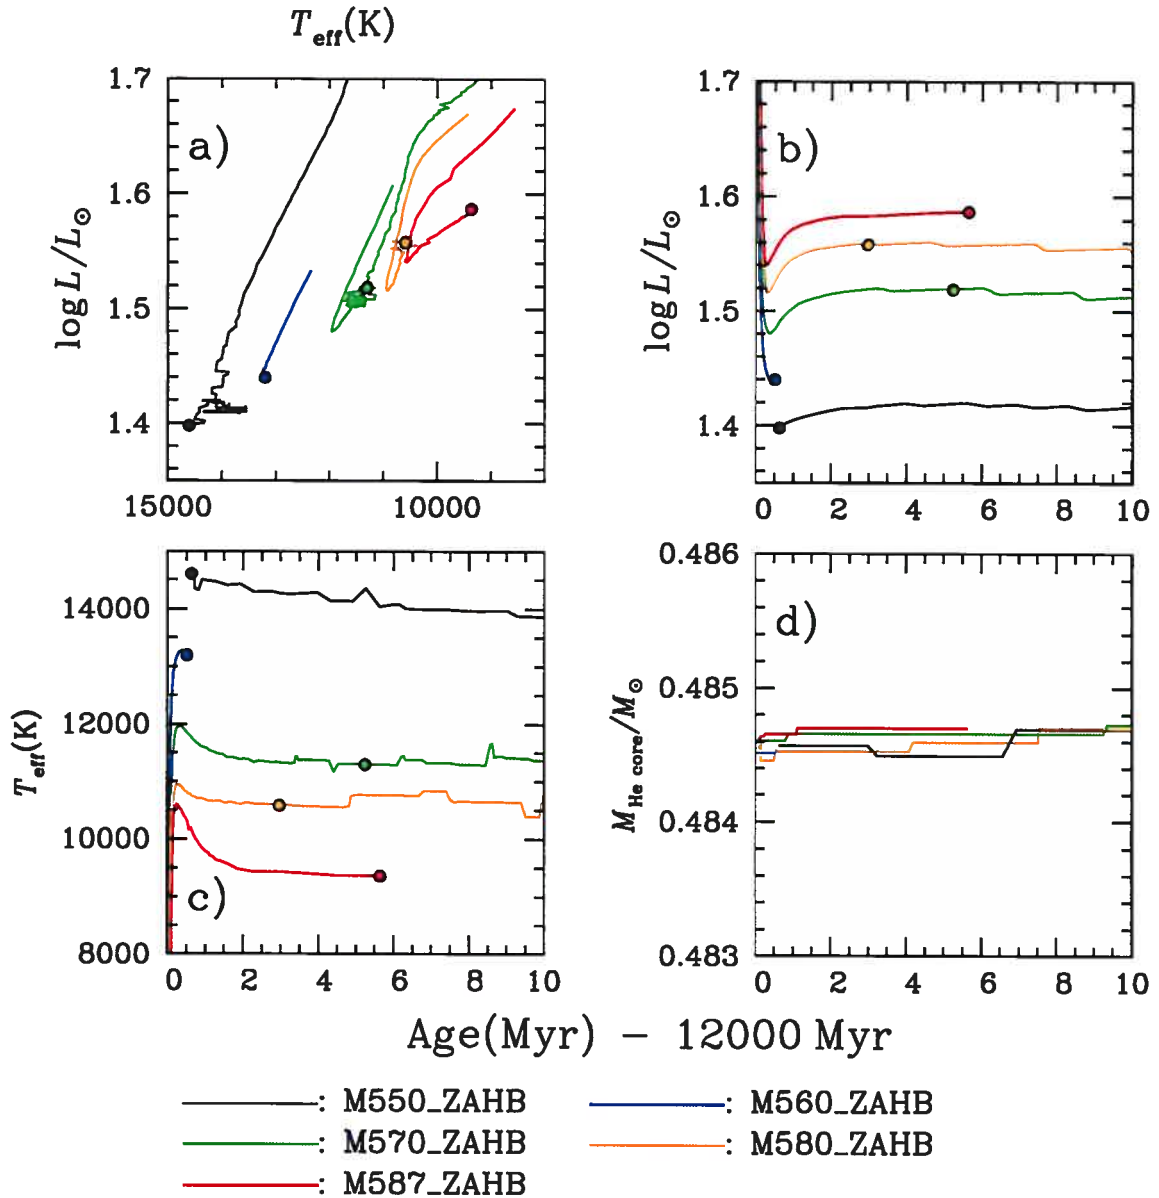 T_eff(K)
1.7
1.6
1.5
1.4
log L/L⊙
a)
15000
10000
1.7
1.6
1.5
1.4
log L/L⊙
b)
0 2 4 6 8 10
14000
12000
10000
8000
T_eff(K)
c)
0 2 4 6 8 10
0.486
0.485
0.484
0.483
M_He core/M⊙
d)
0 2 4 6 8 10
Age(Myr) − 12000 Myr
: M550_ZAHB
: M560_ZAHB
: M570_ZAHB
: M580_ZAHB
: M587_ZAHB